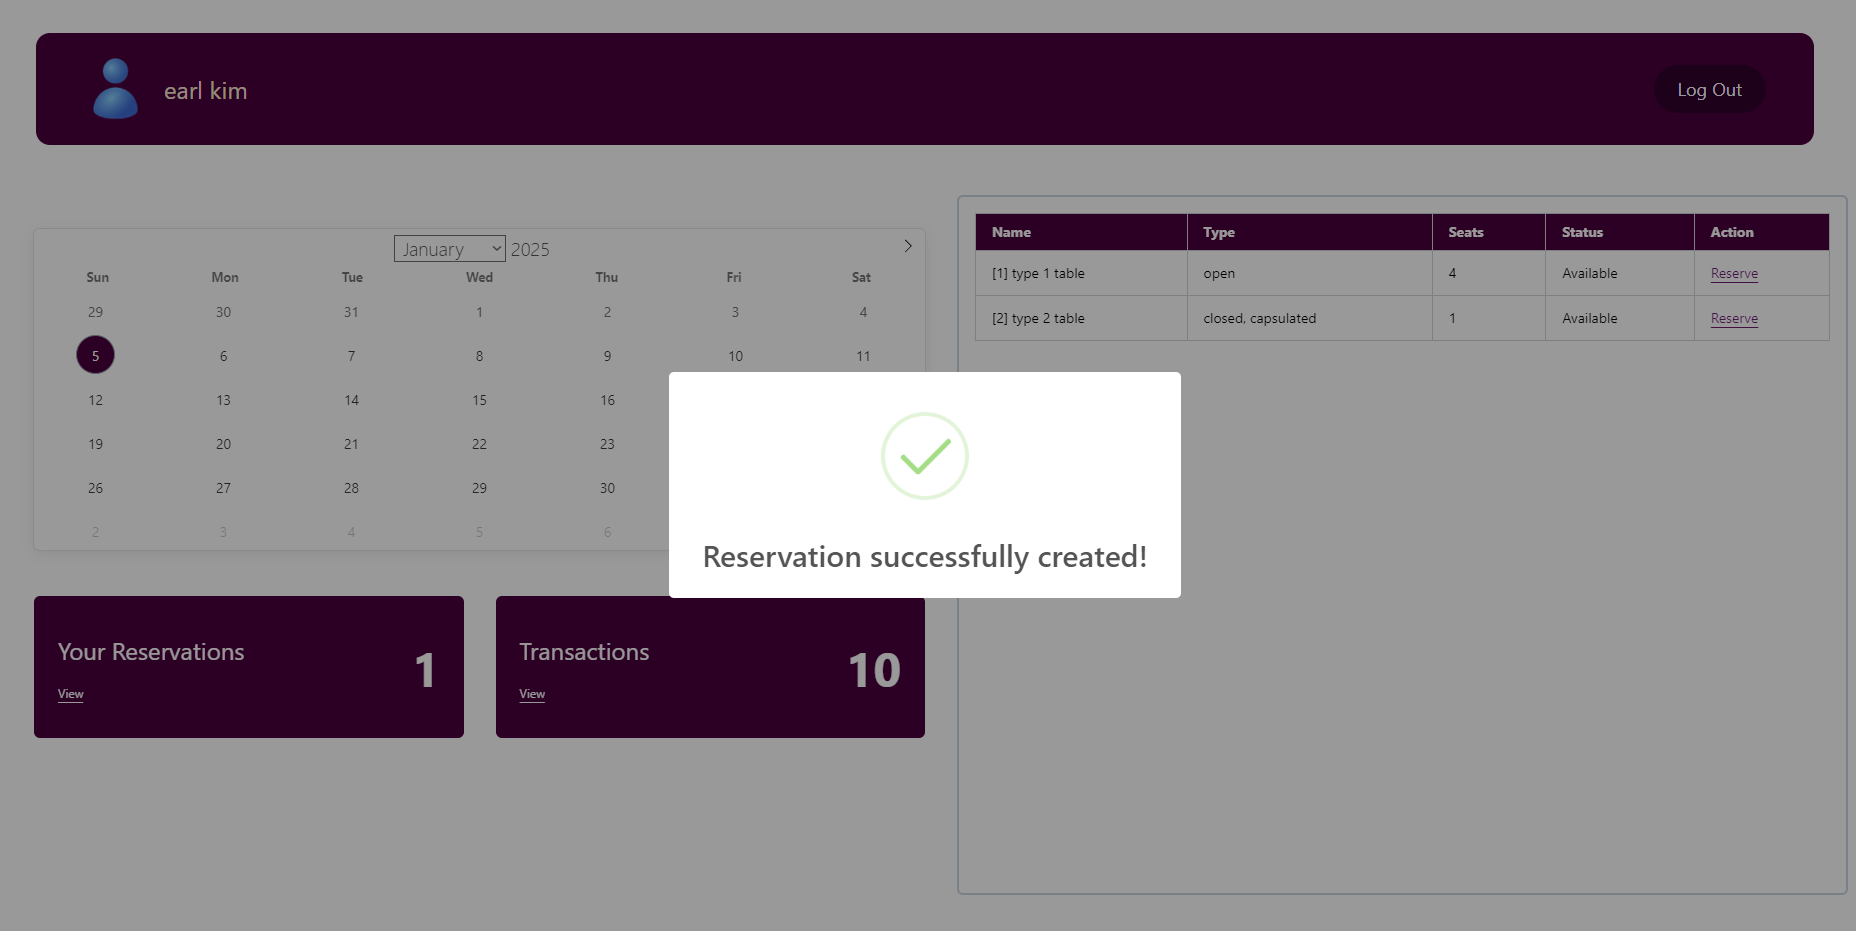 earl kim
Log Out
January 2025
Sun Mon Tue Wed Thu Fri Sat
29 30 31 1 2 3 4
5 6 7 8 9 10 11
12 13 14 15 16
19 20 21 22 23
26 27 28 29 30
2 3 4 5 6
Your Reservations
1
View
Transactions
10
View
Name Type Seats Status Action
[1] type 1 table open 4 Available Reserve
[2] type 2 table closed, capsulated 1 Available Reserve
Reservation successfully created!